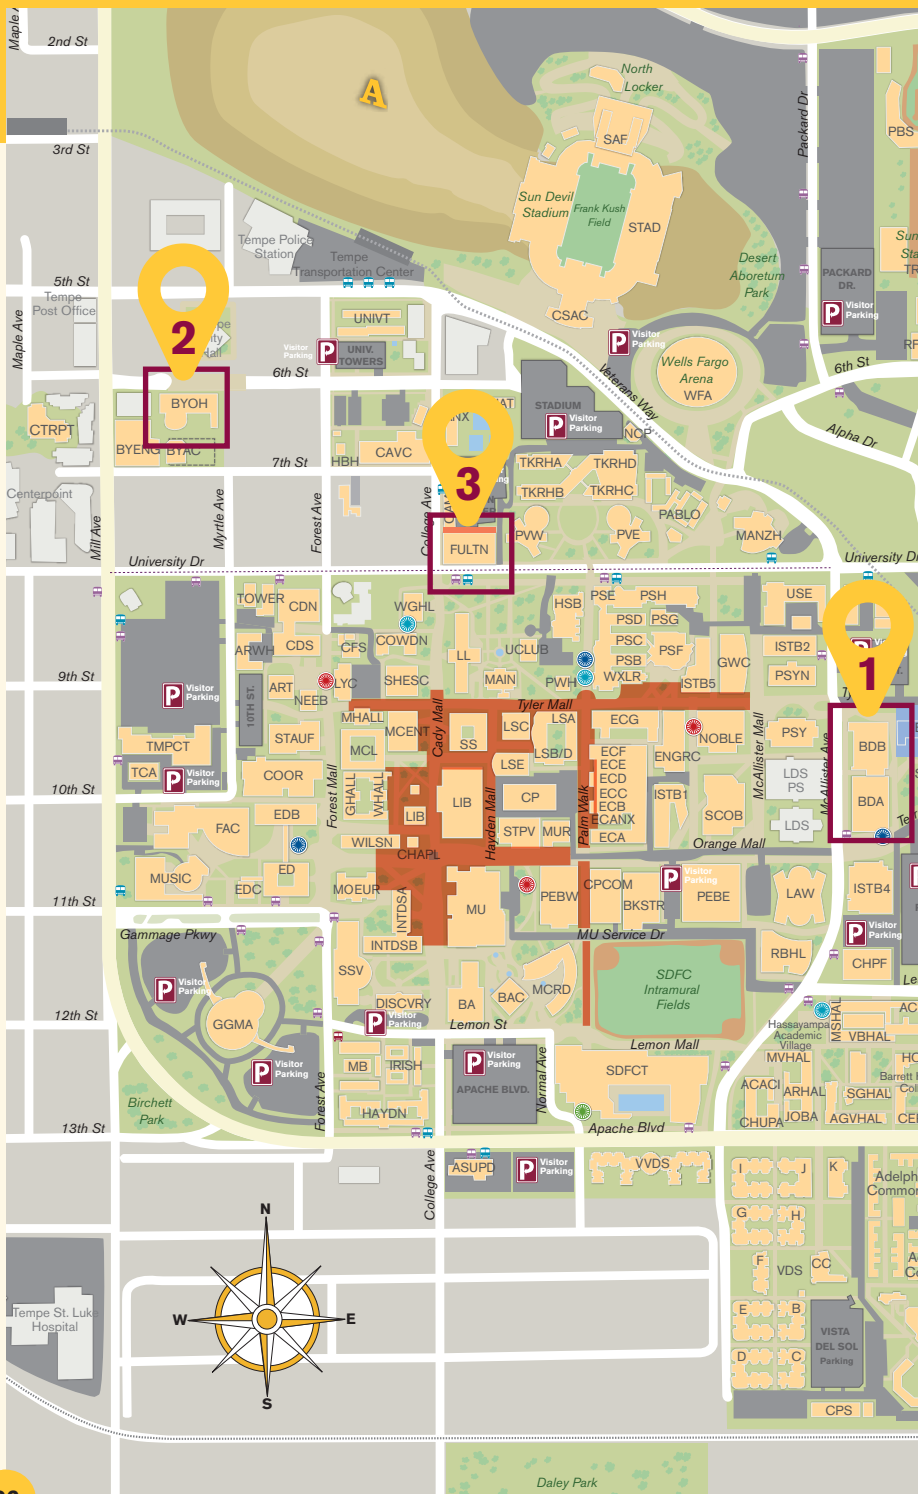 2nd St
3rd St
5th St
Tempe
Post Office
Maple Ave
Mill Ave
A
North
Locker
SAF
Sun Devil
Stadium
Frank Kush
Field
STAD
CSAC
Packard Dr
PBS
Desert
Aboretum
Park
PACKARD
DR.
P Visitor
Parking
Tempe Police
Station
Tempe
Transportation Center
UNIVT
Visitor
Parking P
UNIV.
TOWERS
6th St
P Visitor
Parking
Wells Fargo
Arena
WFA
Veterans Way
6th St
Alpha Dr
2
BYOH
BYENG
BYAC
CTRPT
Centerpoint
7th St
HBH
CAVC
STADIUM
P Visitor
Parking
NCP
3
FULTN
TKRHA
TKRHD
TKRHB
TKRHC
PVW
PVE
PABLO
MANZH
Myrtle Ave
Forest Ave
College Ave
University Dr
University Dr
TOWER
CDN
CDS
ARWH
WGHL
COWDN
CFS
LL
UCLUB
HSB
PSE
PSH
PSD
PSG
PSC
PSF
PSB
PWH
WXLR
GWC
ISTB5
USE
ISTB2
PSYN
1
9th St
P Visitor
Parking
10TH ST.
ART
NEEB
LYC
SHESC
MAIN
STAUF
MHALL
MCENT
MCL
Cady Mall
Tyler Mall
SS
LSC
LSA
LSE
LSB/D
ECG
NOBLE
ENGRC
PSY
McAllister Mall
McAllister Ave
BDB
BDA
TMPCT
TCA
P Visitor
Parking
10th St
COOR
Forest Mall
GHALL
WHALL
LIB
LIB
Hayden Mall
CP
STPV
MUR
Palm Walk
ECF
ECE
ECD
ECC
ECB
ECANX
ECA
ISTB1
SCOB
LDS
PS
LDS
Orange Mall
EDB
FAC
WILSN
CHAPL
MUSIC
EDC
ED
MOEUR
INTDSA
INTDSB
MU
PEBW
CPCOM
BKSTR
P Visitor
Parking
PEBE
LAW
ISTB4
P Visitor
Parking
CHPF
RBHL
11th St
Gammage Pkwy
P Visitor
Parking
GGMA
SSV
DISCVRY
P Visitor
Parking
BA
BAC
MCRD
MU Service Dr
SDFC
Intramural
Fields
12th St
Lemon St
Lemon Mall
Hassayampa
Academic
Village
MSHAL
VBHAL
MVHAL
ACACI
ARHAL
SGHAL
CHUPA
JOBA
AGVHAL
P Visitor
Parking
Forest Ave
MB
IRISH
HAYDN
P Visitor
Parking
APACHE BLVD.
Normal Ave
SDFCT
Birchett
Park
13th St
Apache Blvd
College Ave
ASUPD
P Visitor
Parking
VVDS
I
J
K
G
H
F
VDS
CC
E
B
D
C
VISTA
DEL SOL
Parking
CPS
N
W
E
S
Tempe St. Luke
Hospital
Daley Park